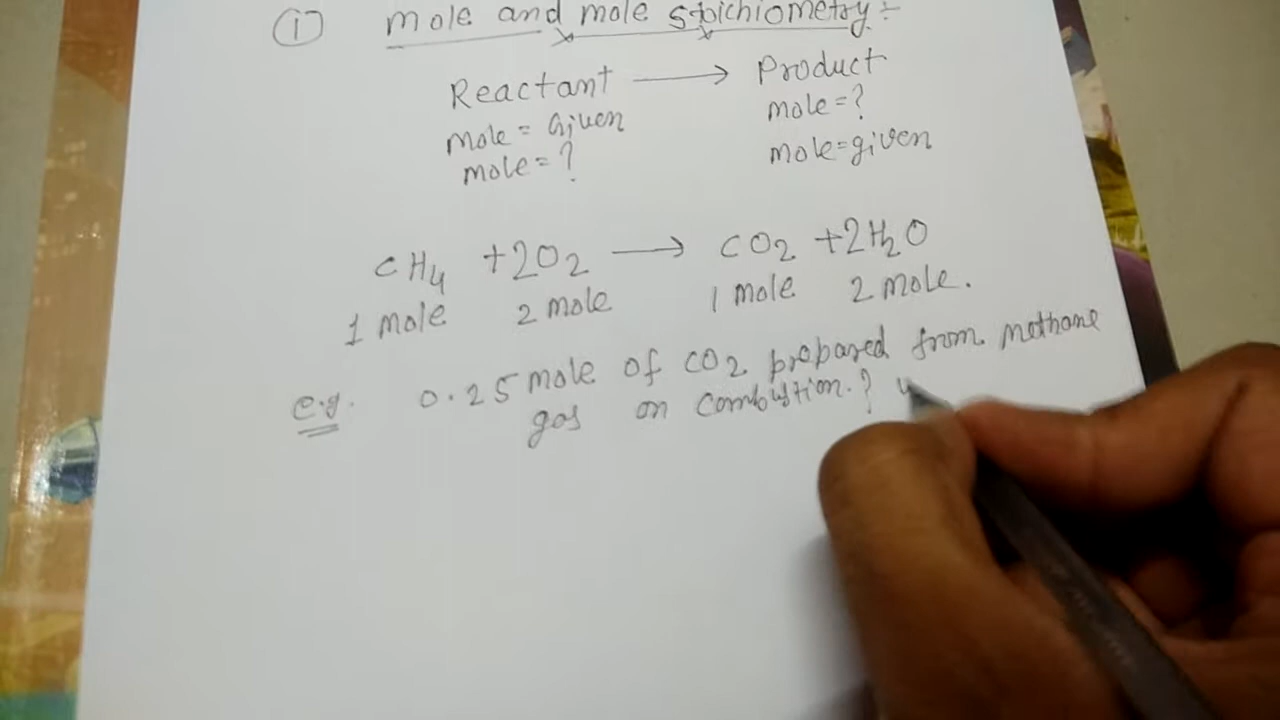 1 mole and mole stoichiometry:-
Reactant → Product
mole = Given mole=?
mole=? mole=given
CH4 +2O2 → CO2 +2H2O
1 mole 2 mole 1 mole 2 mole.
e.g. 0.25 mole of CO2 prepared from methane
gas on combustion.?